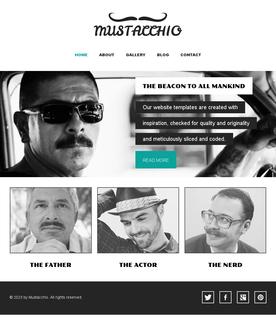 MUSTACCHIO
HOME ABOUT GALLERY BLOG CONTACT
THE BEACON TO ALL MANKIND
Our website templates are created with
inspiration, checked for quality and originality
and meticulously sliced and coded.
READ MORE
THE FATHER THE ACTOR THE NERD
© 2023 by Mustacchio. All rights reserved.